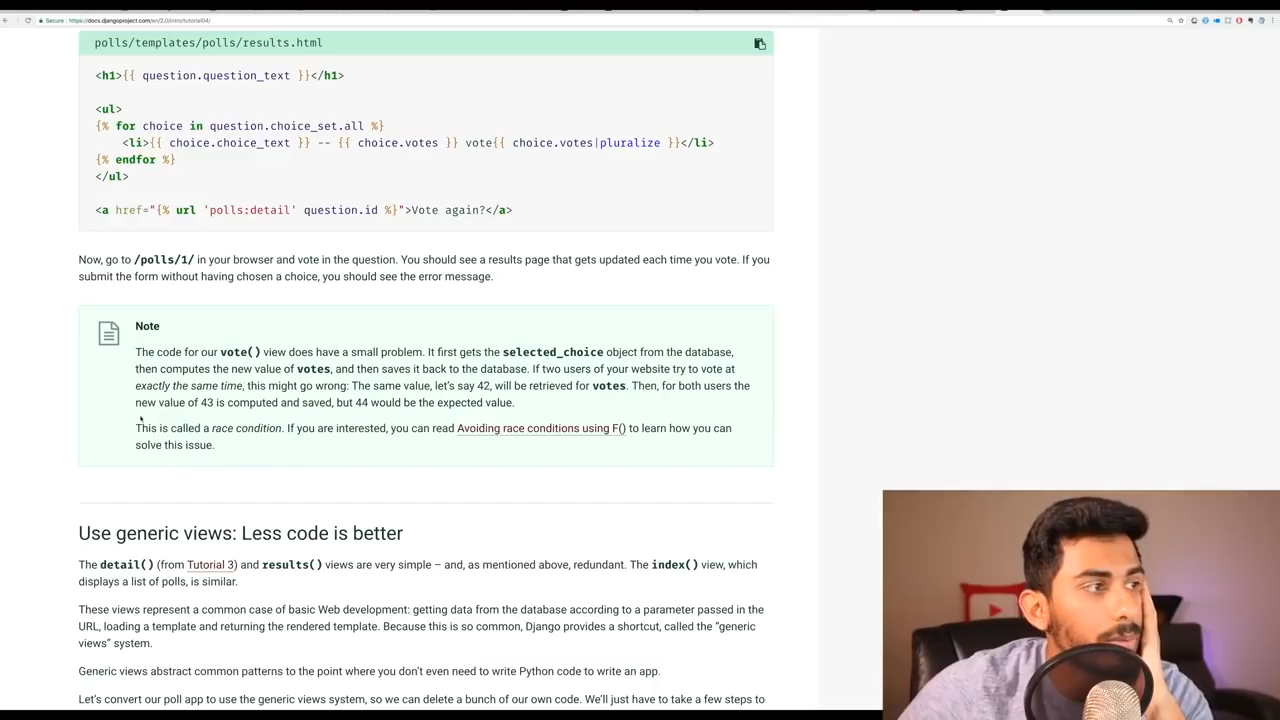 Secure | https://docs.djangoproject.com/en/2.0/intro/tutorial04/
polls/templates/polls/results.html
<h1>{{ question.question_text }}</h1>
<ul>
{% for choice in question.choice_set.all %}
    <li>{{ choice.choice_text }} -- {{ choice.votes }} vote{{ choice.votes|pluralize }}</li>
{% endfor %}
</ul>
<a href="{% url 'polls:detail' question.id %}">Vote again?</a>
Now, go to /polls/1/ in your browser and vote in the question. You should see a results page that gets updated each time you vote. If you
submit the form without having chosen a choice, you should see the error message.
Note
The code for our vote() view does have a small problem. It first gets the selected_choice object from the database,
then computes the new value of votes, and then saves it back to the database. If two users of your website try to vote at
exactly the same time, this might go wrong: The same value, let’s say 42, will be retrieved for votes. Then, for both users the
new value of 43 is computed and saved, but 44 would be the expected value.
This is called a race condition. If you are interested, you can read Avoiding race conditions using F() to learn how you can
solve this issue.
Use generic views: Less code is better
The detail() (from Tutorial 3) and results() views are very simple – and, as mentioned above, redundant. The index() view, which
displays a list of polls, is similar.
These views represent a common case of basic Web development: getting data from the database according to a parameter passed in the
URL, loading a template and returning the rendered template. Because this is so common, Django provides a shortcut, called the “generic
views” system.
Generic views abstract common patterns to the point where you don’t even need to write Python code to write an app.
Let’s convert our poll app to use the generic views system, so we can delete a bunch of our own code. We’ll just have to take a few steps to